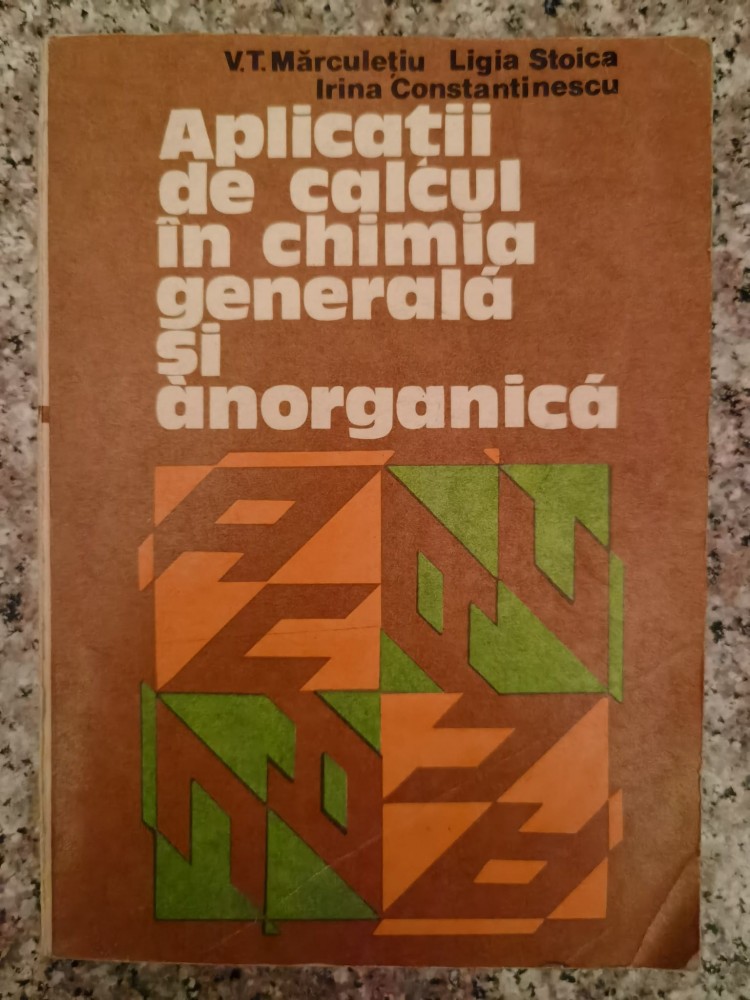 V.T. Mărculețiu Ligia Stoica
Irina Constantinescu
Aplicații
de calcul
în chimia
generală
și
anorganică